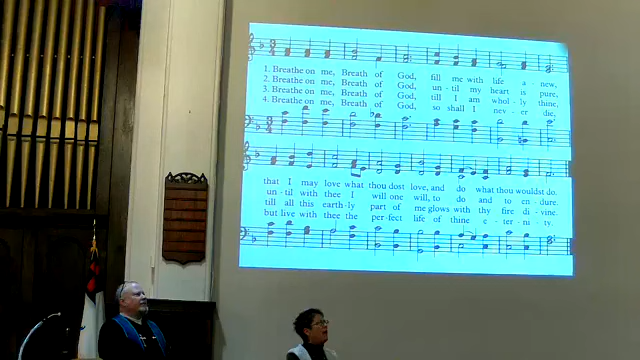 1. Breathe on me, Breath of God, fill me with life a - new,
2. Breathe on me, Breath of God, un - til my heart is pure,
3. Breathe on me, Breath of God, till I am whol - ly thine,
4. Breathe on me, Breath of God, so shall I nev - er die,
that I may love what thou dost love, and do what thou wouldst do.
un - til with thee I will one will, to do and to en - dure.
till all this earth - ly part of me glows with thy fire di - vine.
but live with thee the per - fect life of thine e - ter - ni - ty.